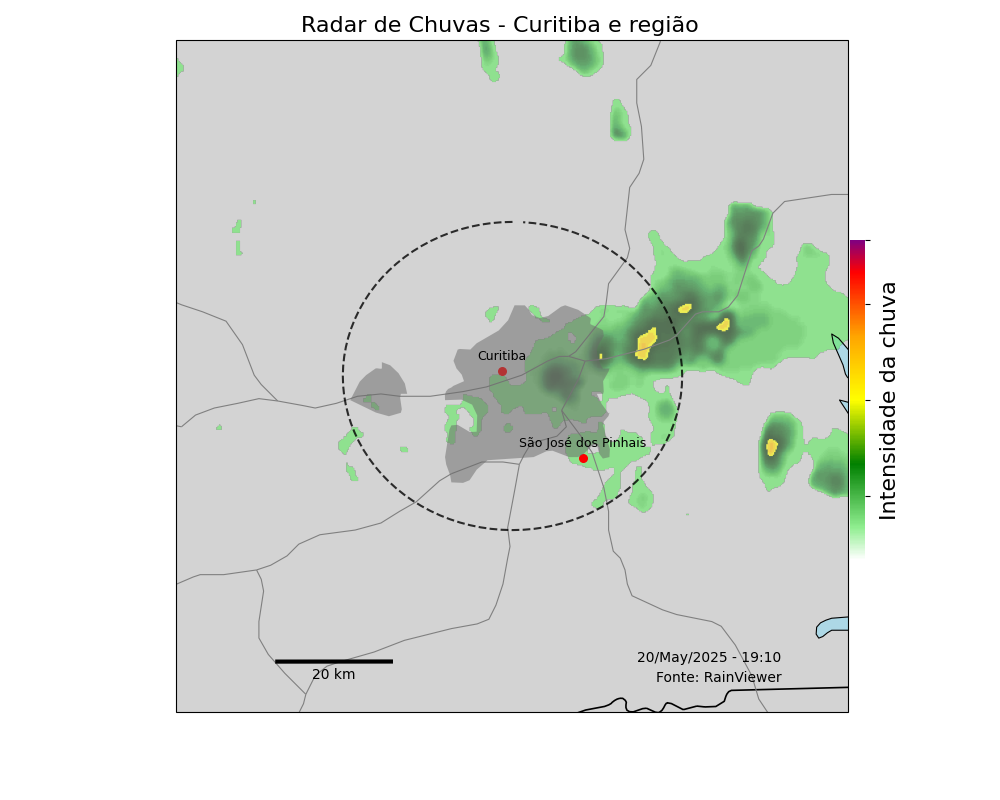 Radar de Chuvas - Curitiba e região
Curitiba
São José dos Pinhais
Intensidade da chuva
20 km
20/May/2025 - 19:10
Fonte: RainViewer